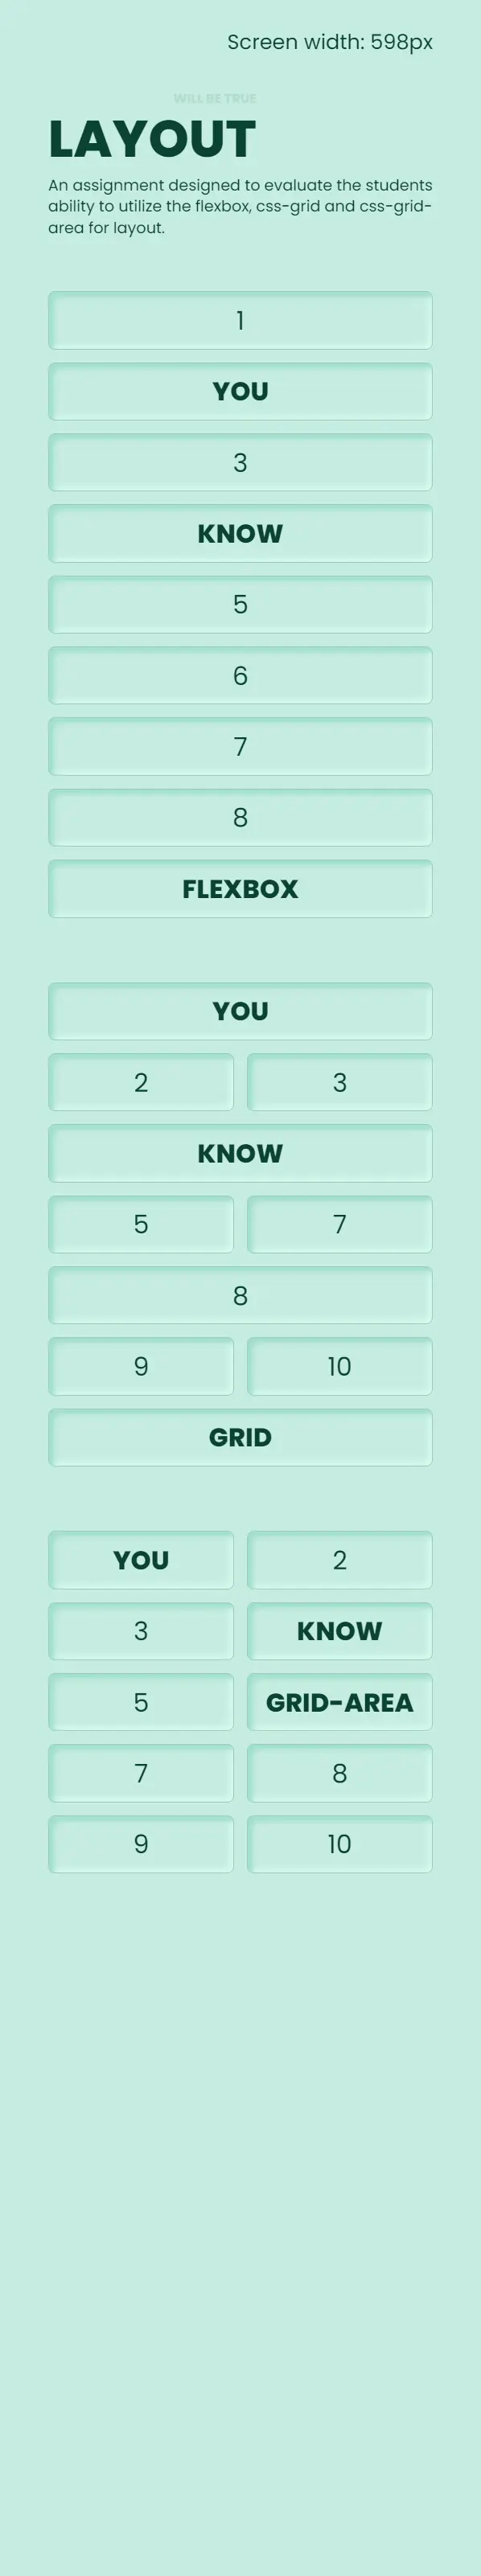 Screen width: 598px
WILL BE TRUE
LAYOUT
An assignment designed to evaluate the students
ability to utilize the flexbox, css-grid and css-grid-
area for layout.
1
YOU
3
KNOW
5
6
7
8
FLEXBOX
YOU
2 3
KNOW
5 7
8
9 10
GRID
YOU 2
3 KNOW
5 GRID-AREA
7 8
9 10